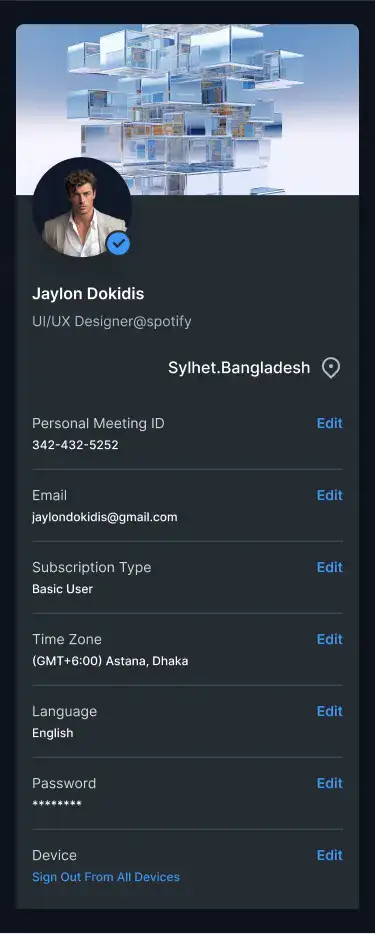 Jaylon Dokidis
UI/UX Designer@spotify
Sylhet.Bangladesh
Personal Meeting ID Edit
342-432-5252
Email Edit
jaylondokidis@gmail.com
Subscription Type Edit
Basic User
Time Zone Edit
(GMT+6:00) Astana, Dhaka
Language Edit
English
Password Edit
********
Device Edit
Sign Out From All Devices